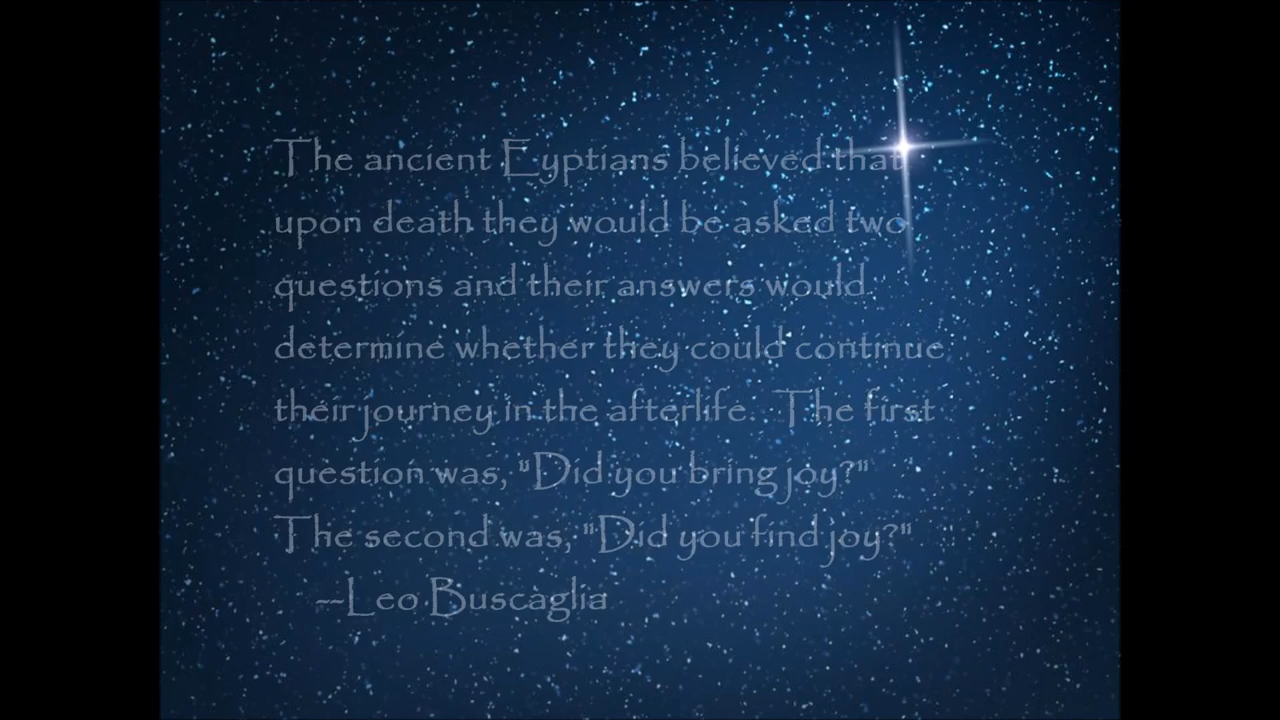 The ancient Eyptians believed that
upon death they would be asked two
questions and their answers would
determine whether they could continue
their journey in the afterlife.  The first
question was, "Did you bring joy?"
The second was, "Did you find joy?"
--Leo Buscaglia